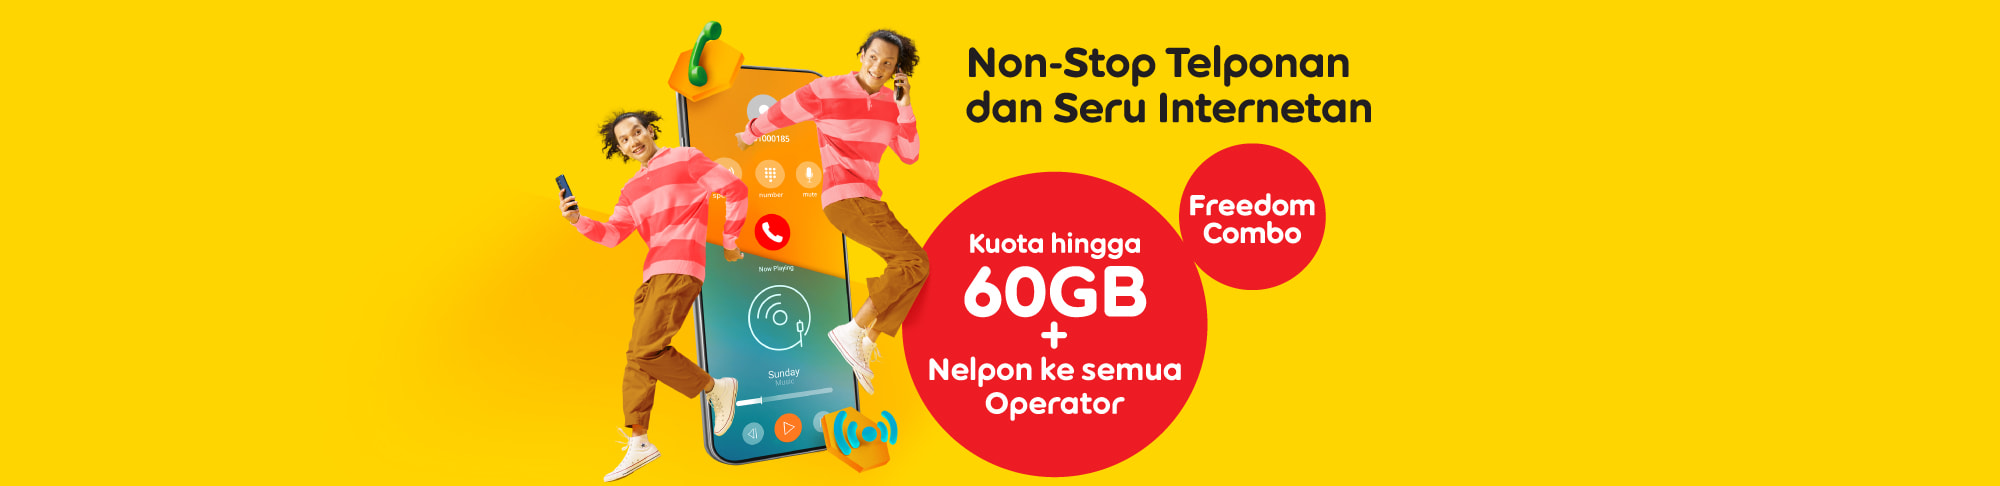 Non-Stop Telponan
dan Seru Internetan
Freedom
Combo
Kuota hingga
60GB
+
Nelpon ke semua
Operator
1000185
number
mute
Now Playing
Sunday
Music